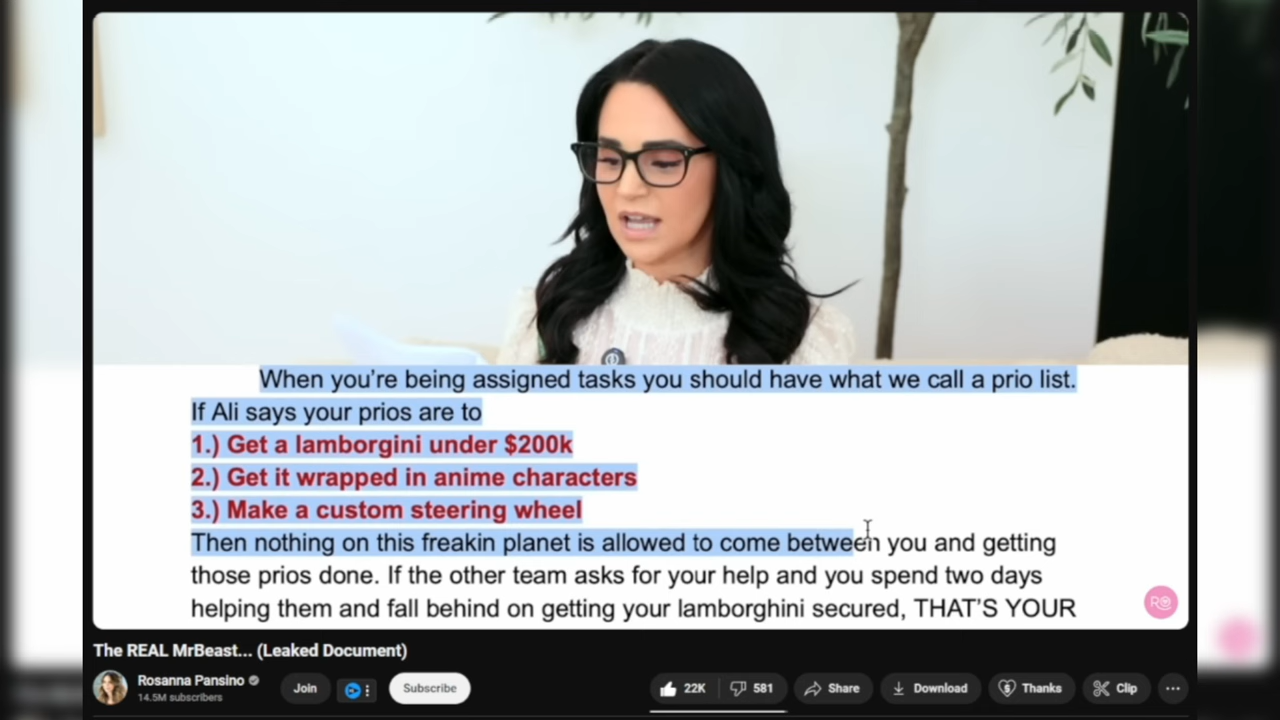 When you're being assigned tasks you should have what we call a prio list.
If Ali says your prios are to
1.) Get a lamborgini under $200k
2.) Get it wrapped in anime characters
3.) Make a custom steering wheel
Then nothing on this freakin planet is allowed to come between you and getting
those prios done. If the other team asks for your help and you spend two days
helping them and fall behind on getting your lamborghini secured, THAT'S YOUR
The REAL MrBeast... (Leaked Document)
Rosanna Pansino
14.5M subscribers
Join
Subscribe
22K
581
Share
Download
Thanks
Clip